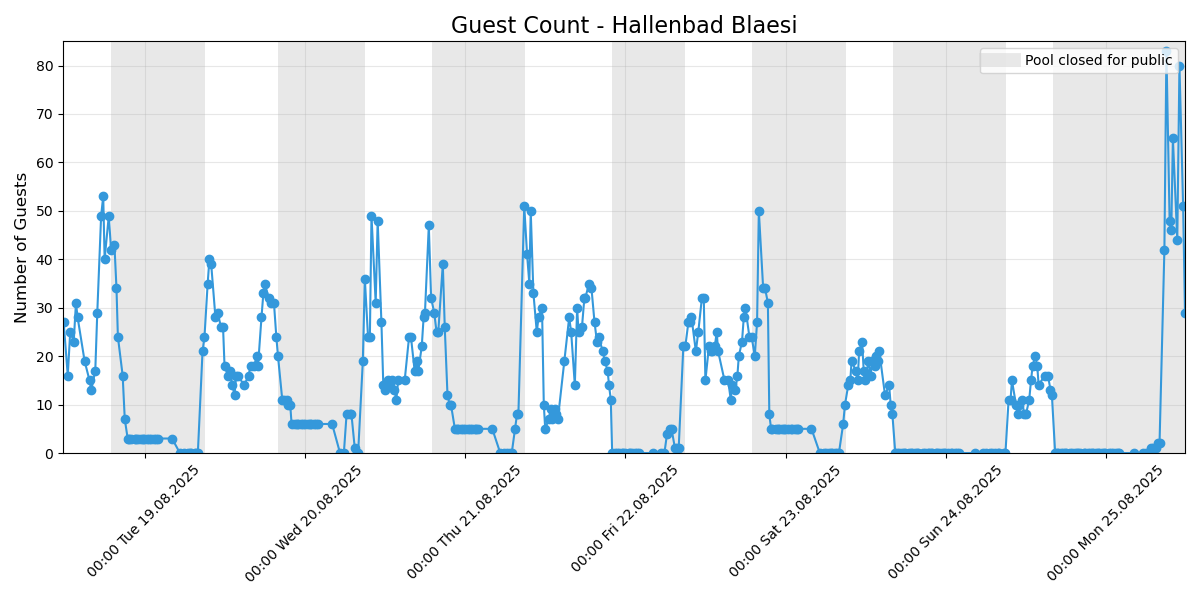 Guest Count - Hallenbad Blaesi
Pool closed for public
Number of Guests
80
70
60
50
40
30
20
10
0
00:00 Tue 19.08.2025
00:00 Wed 20.08.2025
00:00 Thu 21.08.2025
00:00 Fri 22.08.2025
00:00 Sat 23.08.2025
00:00 Sun 24.08.2025
00:00 Mon 25.08.2025